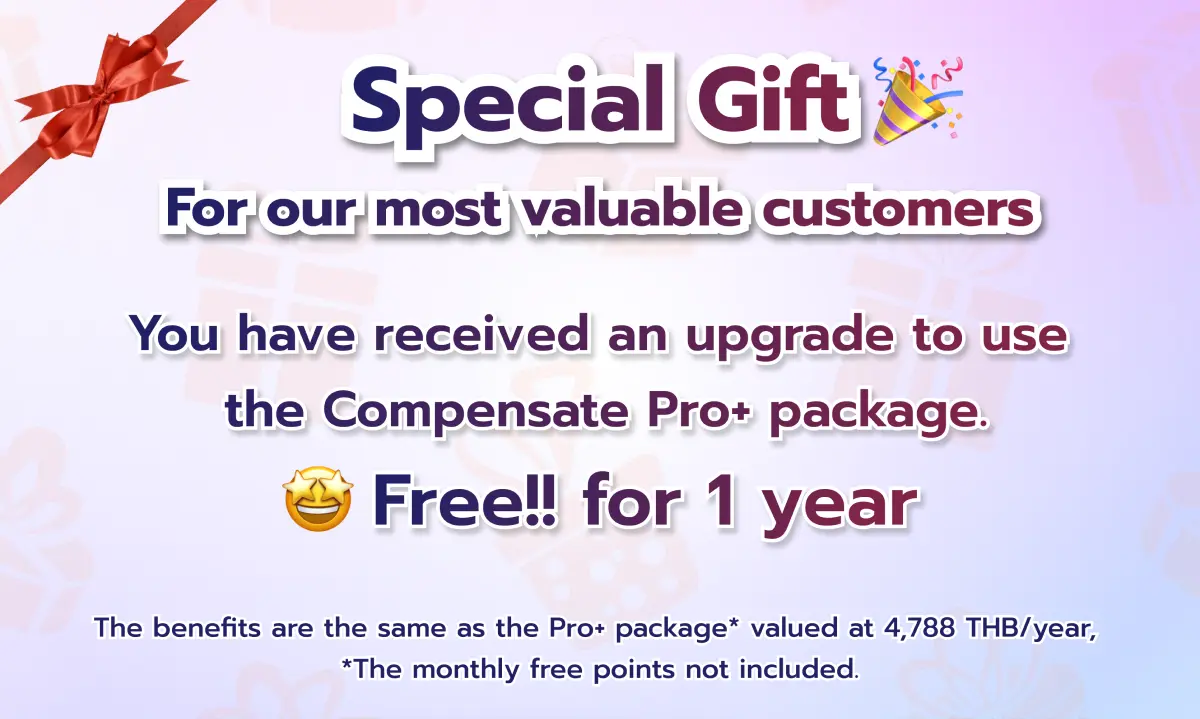 Special Gift 🎉
For our most valuable customers
You have received an upgrade to use
the Compensate Pro+ package.
🤩 Free!! for 1 year
The benefits are the same as the Pro+ package* valued at 4,788 THB/year,
*The monthly free points not included.